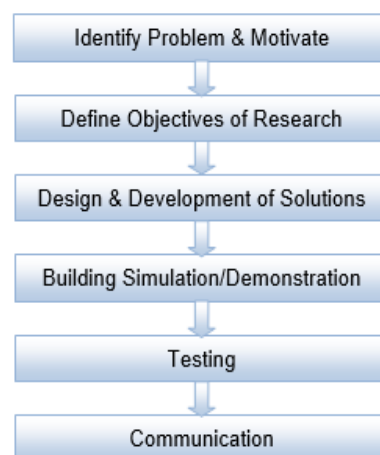 Identify Problem & Motivate
Define Objectives of Research
Design & Development of Solutions
Building Simulation/Demonstration
Testing
Communication